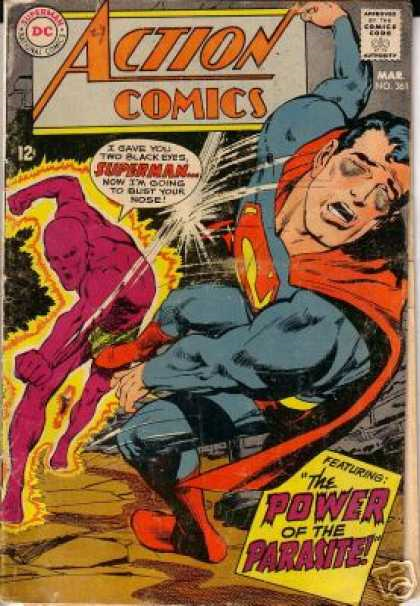 SUPERMAN
DC
NATIONAL COMICS
ACTION
COMICS
APPROVED
BY THE
COMICS
CODE
AUTHORITY
MAR.
NO. 361
12¢
I GAVE YOU
TWO BLACK EYES,
SUPERMAN...
NOW I'M GOING
TO BUST YOUR
NOSE!
FEATURING:
"The
POWER
OF THE
PARASITE!"